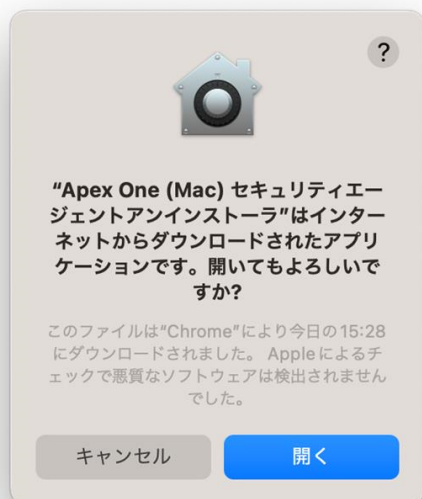 ?
“Apex One (Mac) セキュリティエー
ジェントアンインストーラ”はインター
ネットからダウンロードされたアプリ
ケーションです。開いてもよろしいで
すか?
このファイルは“Chrome”により今日の15:28
にダウンロードされました。 Appleによるチ
ェックで悪質なソフトウェアは検出されません
でした。
キャンセル
開く